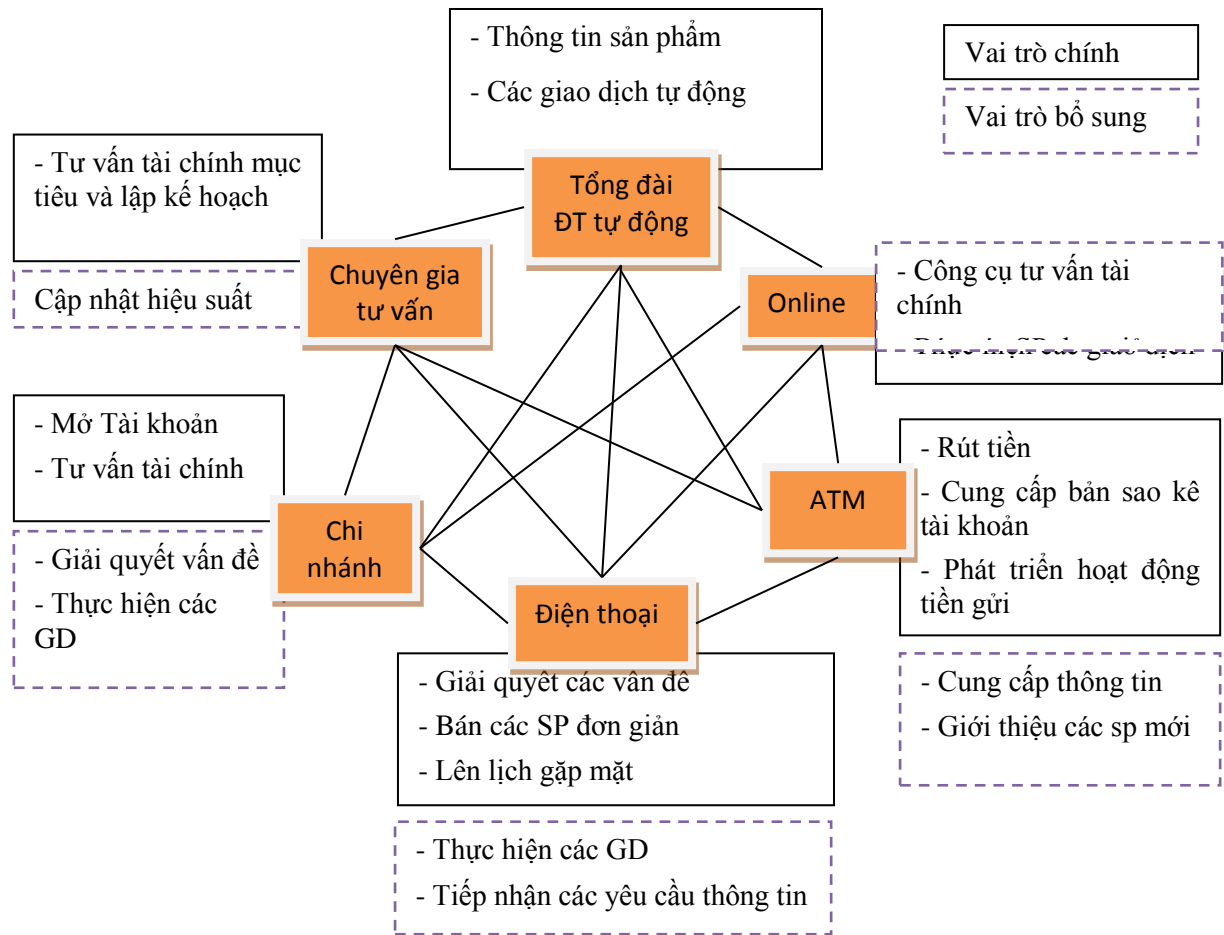 - Thông tin sản phẩm
- Các giao dịch tự động
Vai trò chính
Vai trò bổ sung
- Tư vấn tài chính mục
tiêu và lập kế hoạch
Cập nhật hiệu suất
Tổng đài
ĐT tự động
Chuyên gia
tư vấn
Online
- Công cụ tư vấn tài
chính
- Mở Tài khoản
- Tư vấn tài chính
- Giải quyết vấn đề
- Thực hiện các
GD
Chi
nhánh
ATM
- Rút tiền
- Cung cấp bản sao kê
tài khoản
- Phát triển hoạt động
tiền gửi
- Cung cấp thông tin
- Giới thiệu các sp mới
Điện thoại
- Giải quyết các vấn đề
- Bán các SP đơn giản
- Lên lịch gặp mặt
- Thực hiện các GD
- Tiếp nhận các yêu cầu thông tin